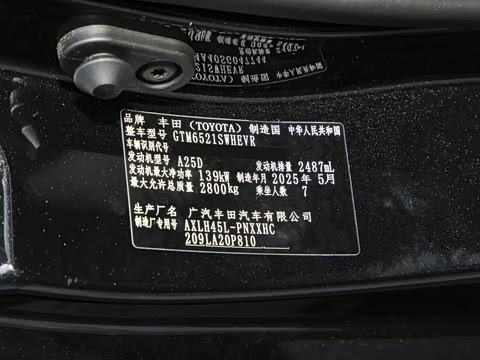 品牌 丰田（TOYOTA）制造国 中华人民共和国
整车型号 GTM6521SWHEVR
车辆识别代号
发动机型号 A25D 发动机排量 2487mL
发动机最大净功率 139kW 制造年月 2025年5月
最大允许总质量 2800kg 乘坐人数 7
生产厂名 广汽丰田汽车有限公司
制造厂专用号 AXLH45L-PNXXHC
209LA20P810